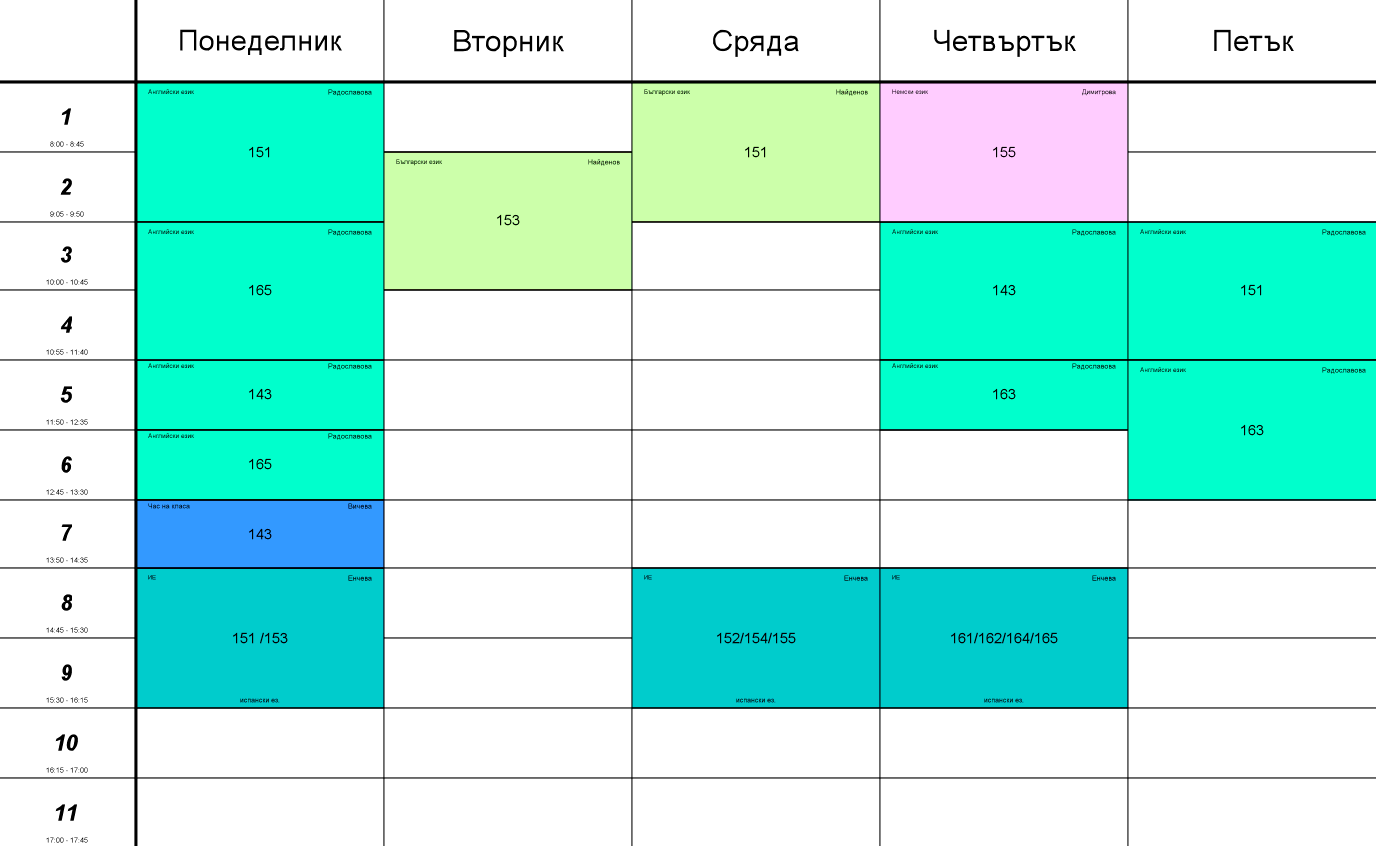 Понеделник Вторник Сряда Четвъртък Петък
1
8:00 - 8:45
Английски език Радославова
151
Български език Найденов
151
Немски език Димитрова
155
2
9:05 - 9:50
Български език Найденов
153
3
10:00 - 10:45
Английски език Радославова
165
Английски език Радославова
143
Английски език Радославова
151
4
10:55 - 11:40
5
11:50 - 12:35
Английски език Радославова
143
Английски език Радославова
163
Английски език Радославова
163
6
12:45 - 13:30
Английски език Радославова
165
7
13:50 - 14:35
Час на класа Вичева
143
8
14:45 - 15:30
ИЕ Енчева
151 /153
испански ез.
ИЕ Енчева
152/154/155
испански ез.
ИЕ Енчева
161/162/164/165
испански ез.
9
15:30 - 16:15
10
16:15 - 17:00
11
17:00 - 17:45